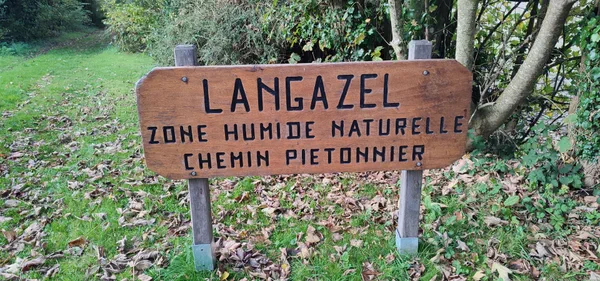 LANGAZEL
ZONE HUMIDE NATURELLE
CHEMIN PIETONNIER